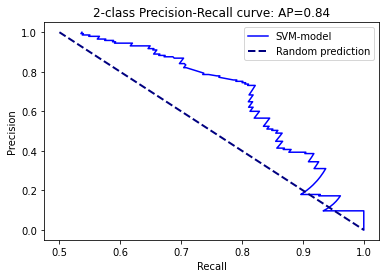 2-class Precision-Recall curve: AP=0.84
SVM-model
Random prediction
Precision
1.0
0.8
0.6
0.4
0.2
0.0
0.5 0.6 0.7 0.8 0.9 1.0
Recall